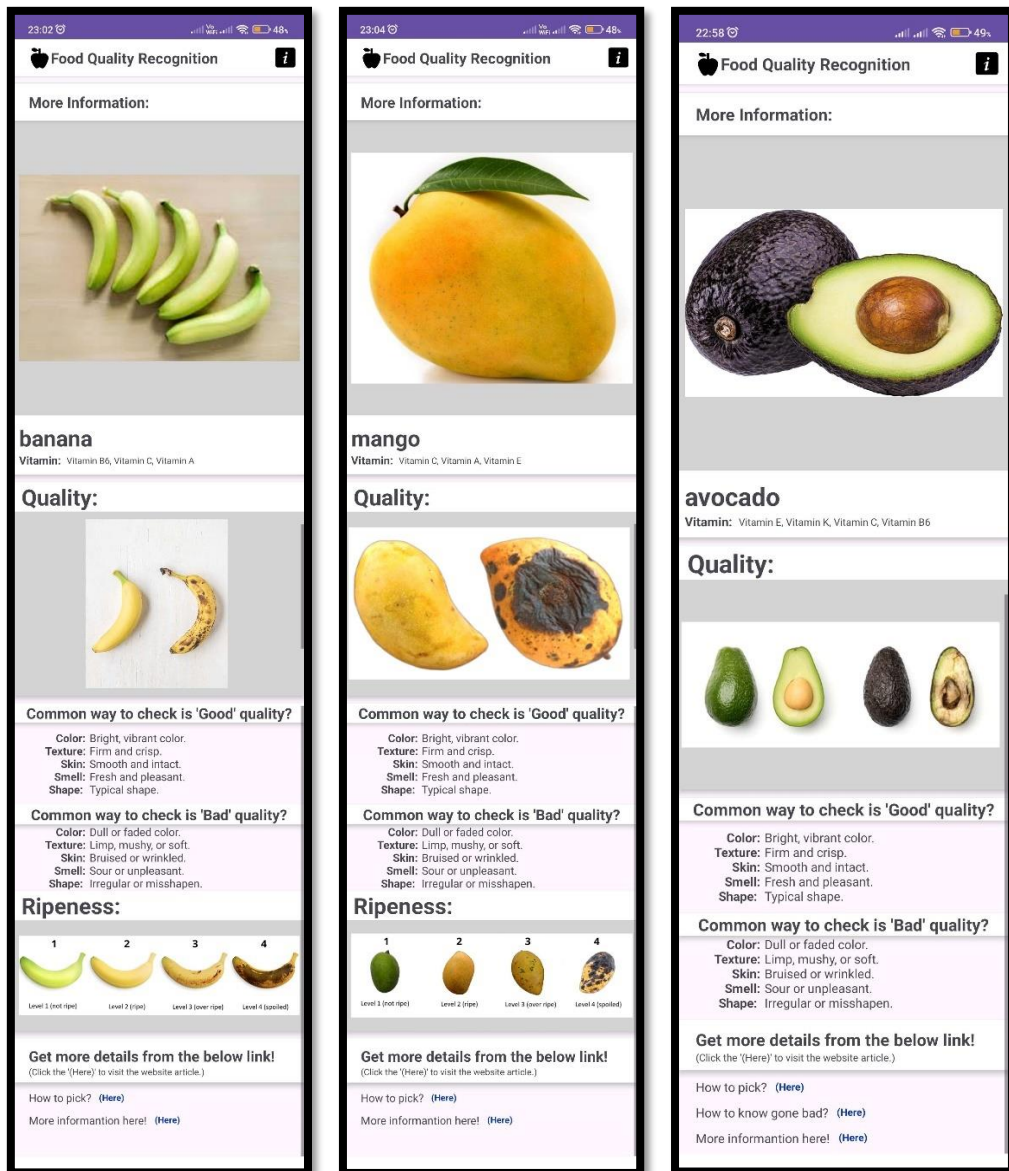 23:02 Vo WiFi 48%
Food Quality Recognition i
More Information:
banana
Vitamin: Vitamin B6, Vitamin C, Vitamin A
Quality:
Common way to check is 'Good' quality?
Color: Bright, vibrant color.
Texture: Firm and crisp.
Skin: Smooth and intact.
Smell: Fresh and pleasant.
Shape: Typical shape.
Common way to check is 'Bad' quality?
Color: Dull or faded color.
Texture: Limp, mushy, or soft.
Skin: Bruised or wrinkled.
Smell: Sour or unpleasant.
Shape: Irregular or misshapen.
Ripeness:
1 2 3 4
Level 1 (not ripe) Level 2 (ripe) Level 3 (over ripe) Level 4 (spoiled)
Get more details from the below link!
(Click the '(Here)' to visit the website article.)
How to pick? (Here)
More informantion here! (Here)
23:04 Vo WiFi 48%
Food Quality Recognition i
More Information:
mango
Vitamin: Vitamin C, Vitamin A, Vitamin E
Quality:
Common way to check is 'Good' quality?
Color: Bright, vibrant color.
Texture: Firm and crisp.
Skin: Smooth and intact.
Smell: Fresh and pleasant.
Shape: Typical shape.
Common way to check is 'Bad' quality?
Color: Dull or faded color.
Texture: Limp, mushy, or soft.
Skin: Bruised or wrinkled.
Smell: Sour or unpleasant.
Shape: Irregular or misshapen.
Ripeness:
1 2 3 4
Level 1 (not ripe) Level 2 (ripe) Level 3 (over ripe) Level 4 (spoiled)
Get more details from the below link!
(Click the '(Here)' to visit the website article.)
How to pick? (Here)
More informantion here! (Here)
22:58 49%
Food Quality Recognition i
More Information:
avocado
Vitamin: Vitamin E, Vitamin K, Vitamin C, Vitamin B6
Quality:
Common way to check is 'Good' quality?
Color: Bright, vibrant color.
Texture: Firm and crisp.
Skin: Smooth and intact.
Smell: Fresh and pleasant.
Shape: Typical shape.
Common way to check is 'Bad' quality?
Color: Dull or faded color.
Texture: Limp, mushy, or soft.
Skin: Bruised or wrinkled.
Smell: Sour or unpleasant.
Shape: Irregular or misshapen.
Get more details from the below link!
(Click the '(Here)' to visit the website article.)
How to pick? (Here)
How to know gone bad? (Here)
More informantion here! (Here)